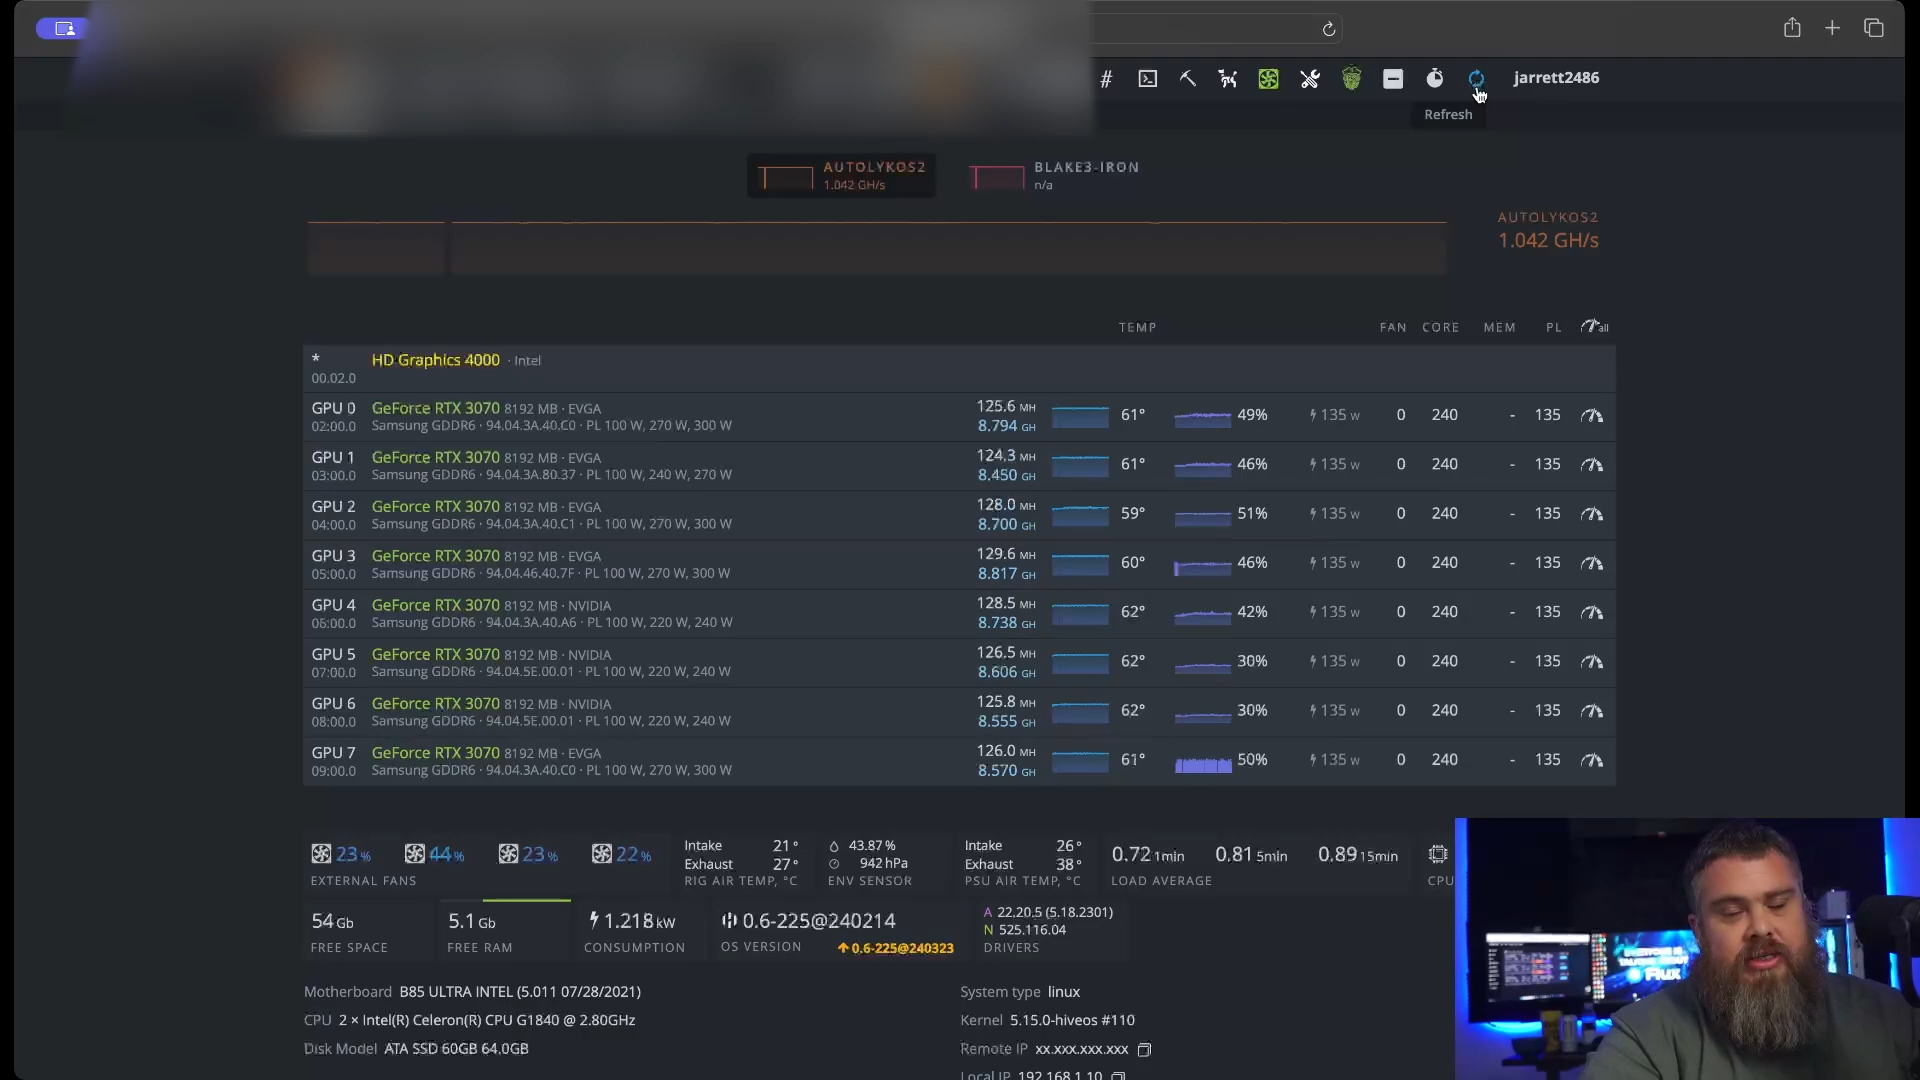 # jarrett2486
Refresh
AUTOLYKOS2
1.042 GH/s
BLAKE3-IRON
n/a
AUTOLYKOS2
1.042 GH/s
TEMP FAN CORE MEM PL all
* HD Graphics 4000 · Intel
00.02.0
GPU 0 GeForce RTX 3070 8192 MB · EVGA 125.6 MH 61° 49% 135 W 0 240 - 135
02:00.0 Samsung GDDR6 · 94.04.3A.40.C0 · PL 100 W, 270 W, 300 W 8.794 GH
GPU 1 GeForce RTX 3070 8192 MB · EVGA 124.3 MH 61° 46% 135 W 0 240 - 135
03:00.0 Samsung GDDR6 · 94.04.3A.80.37 · PL 100 W, 240 W, 270 W 8.450 GH
GPU 2 GeForce RTX 3070 8192 MB · EVGA 128.0 MH 59° 51% 135 W 0 240 - 135
04:00.0 Samsung GDDR6 · 94.04.3A.40.C1 · PL 100 W, 270 W, 300 W 8.700 GH
GPU 3 GeForce RTX 3070 8192 MB · EVGA 129.6 MH 60° 46% 135 W 0 240 - 135
05:00.0 Samsung GDDR6 · 94.04.46.40.7F · PL 100 W, 270 W, 300 W 8.817 GH
GPU 4 GeForce RTX 3070 8192 MB · NVIDIA 128.5 MH 62° 42% 135 W 0 240 - 135
06:00.0 Samsung GDDR6 · 94.04.3A.40.A6 · PL 100 W, 220 W, 240 W 8.738 GH
GPU 5 GeForce RTX 3070 8192 MB · NVIDIA 126.5 MH 62° 30% 135 W 0 240 - 135
07:00.0 Samsung GDDR6 · 94.04.5E.00.01 · PL 100 W, 220 W, 240 W 8.606 GH
GPU 6 GeForce RTX 3070 8192 MB · NVIDIA 125.8 MH 62° 30% 135 W 0 240 - 135
08:00.0 Samsung GDDR6 · 94.04.5E.00.01 · PL 100 W, 220 W, 240 W 8.555 GH
GPU 7 GeForce RTX 3070 8192 MB · EVGA 126.0 MH 61° 50% 135 W 0 240 - 135
09:00.0 Samsung GDDR6 · 94.04.3A.40.C0 · PL 100 W, 270 W, 300 W 8.570 GH
23% 44% 23% 22%
EXTERNAL FANS
Intake 21°
Exhaust 27°
RIG AIR TEMP, °C
43.87 %
942 hPa
ENV SENSOR
Intake 26°
Exhaust 38°
PSU AIR TEMP, °C
0.72 1min 0.81 5min 0.89 15min
LOAD AVERAGE
CPU
54 Gb
FREE SPACE
5.1 Gb
FREE RAM
1.218 kW
CONSUMPTION
0.6-225@240214
OS VERSION 0.6-225@240323
A 22.20.5 (5.18.2301)
N 525.116.04
DRIVERS
Motherboard B85 ULTRA INTEL (5.011 07/28/2021)
CPU 2 × Intel(R) Celeron(R) CPU G1840 @ 2.80GHz
Disk Model ATA SSD 60GB 64.0GB
System type linux
Kernel 5.15.0-hiveos #110
Remote IP xx.xxx.xxx.xxx
Local IP 192.168.1.10
Flux